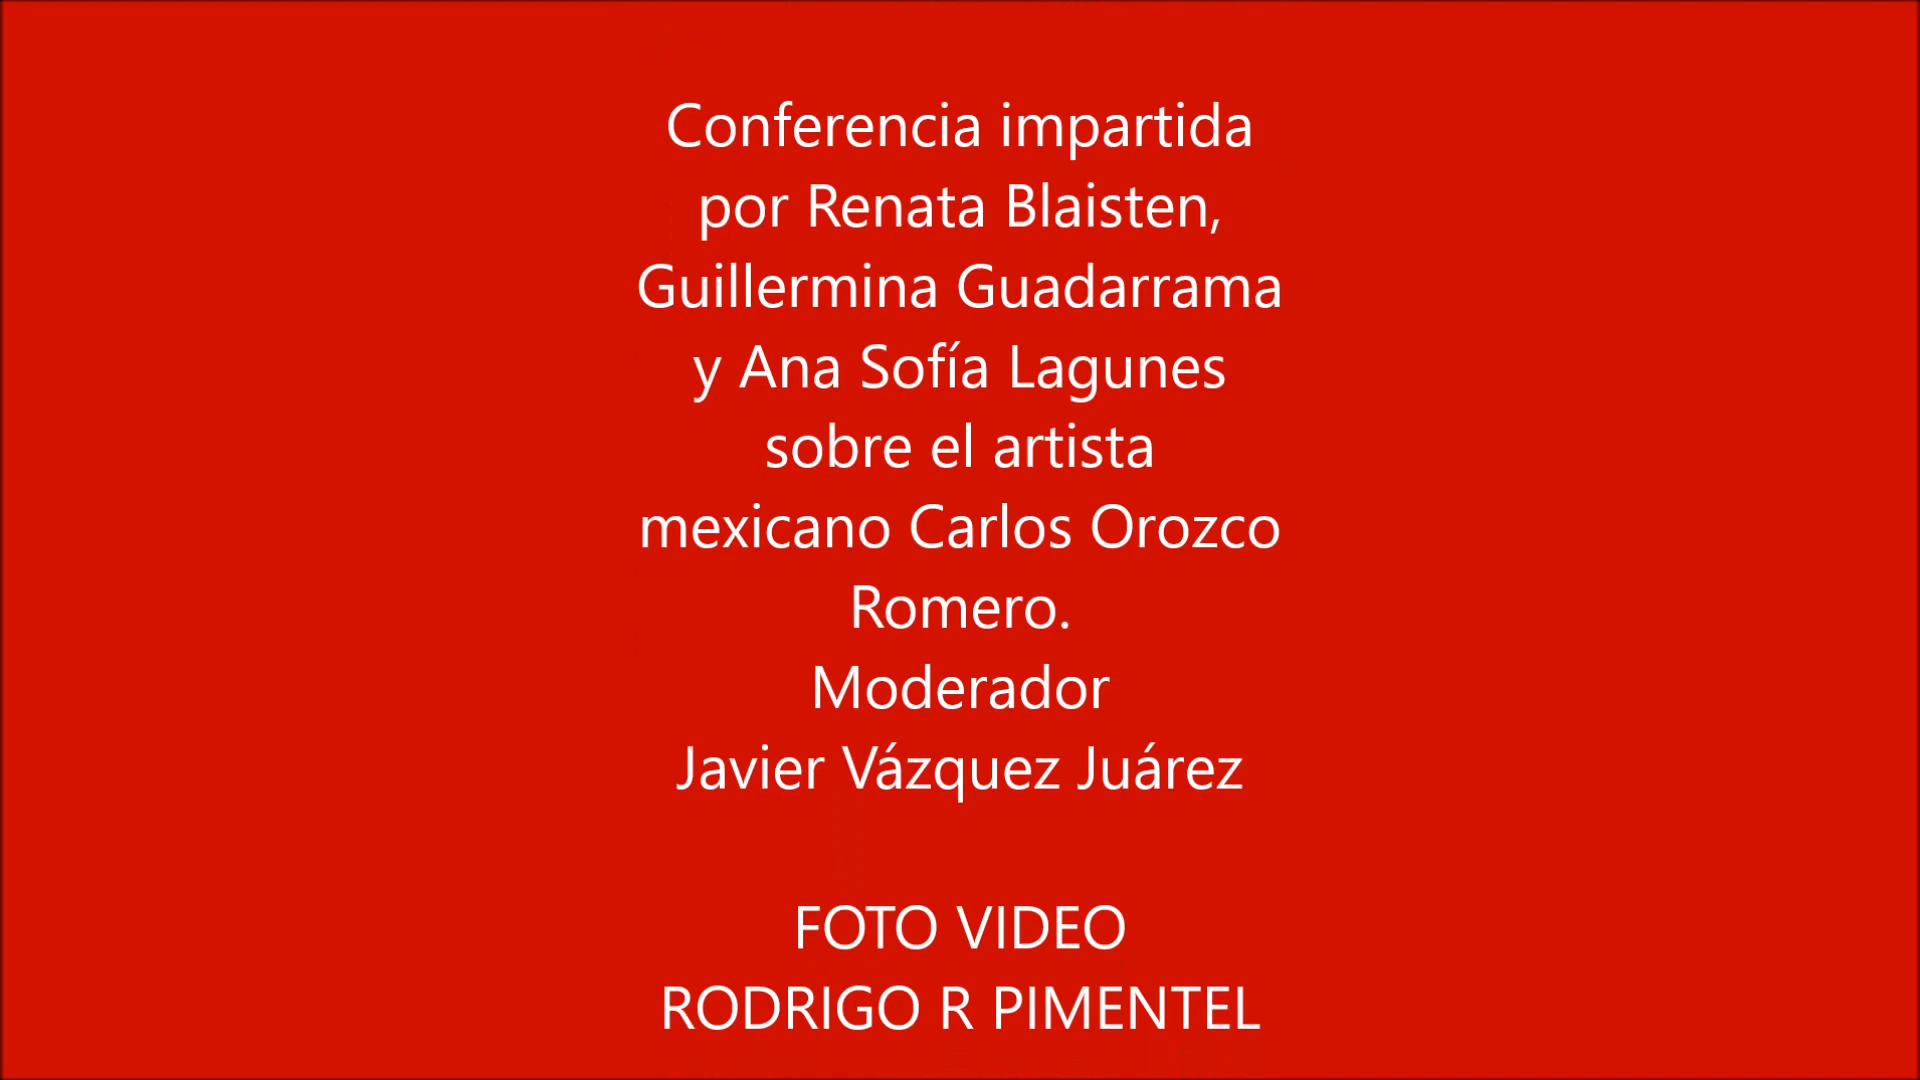 Conferencia impartida
por Renata Blaisten,
Guillermina Guadarrama
y Ana Sofía Lagunes
sobre el artista
mexicano Carlos Orozco
Romero.
Moderador
Javier Vázquez Juárez
FOTO VIDEO
RODRIGO R PIMENTEL